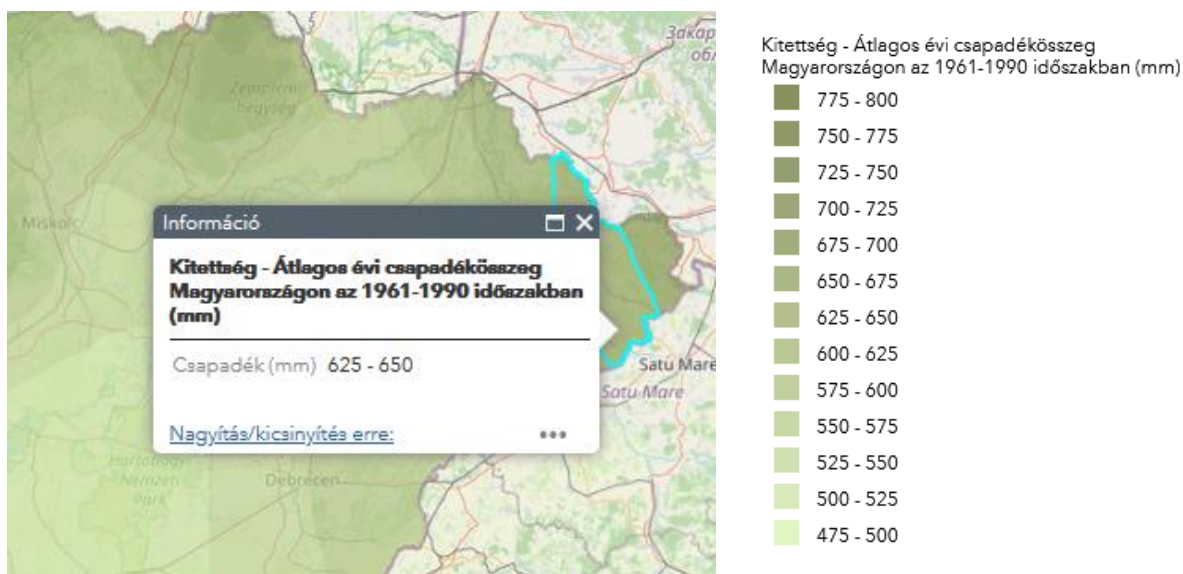 Закар
обл
Zempléni-
hegység
Miskolc
Információ
Kitettség - Átlagos évi csapadékösszeg
Magyarországon az 1961-1990 időszakban
(mm)
Csapadék (mm) 625 - 650
Nagyítás/kicsinyítés erre:
Satu Mare
Satu Mare
Hortobágyi
Nemzeti
Park
Debrecen
Kitettség - Átlagos évi csapadékösszeg
Magyarországon az 1961-1990 időszakban (mm)
775 - 800
750 - 775
725 - 750
700 - 725
675 - 700
650 - 675
625 - 650
600 - 625
575 - 600
550 - 575
525 - 550
500 - 525
475 - 500